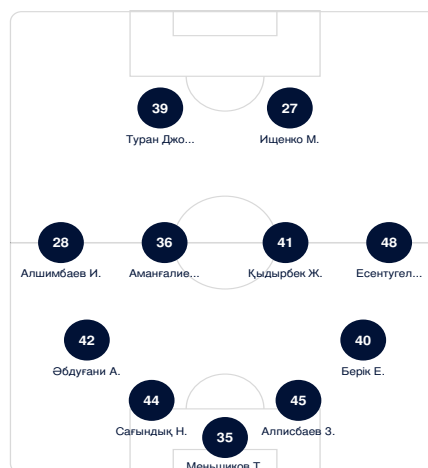 39 27
Туран Джо... Ищенко М.
28 36 41 48
Алшимбаев И. Аманғалие... Қыдырбек Ж. Есентугел...
42 40
Әбдуғани А. Берік Е.
44 45
Сағындық Н. Алписбаев З.
35
Меньшиков Т.